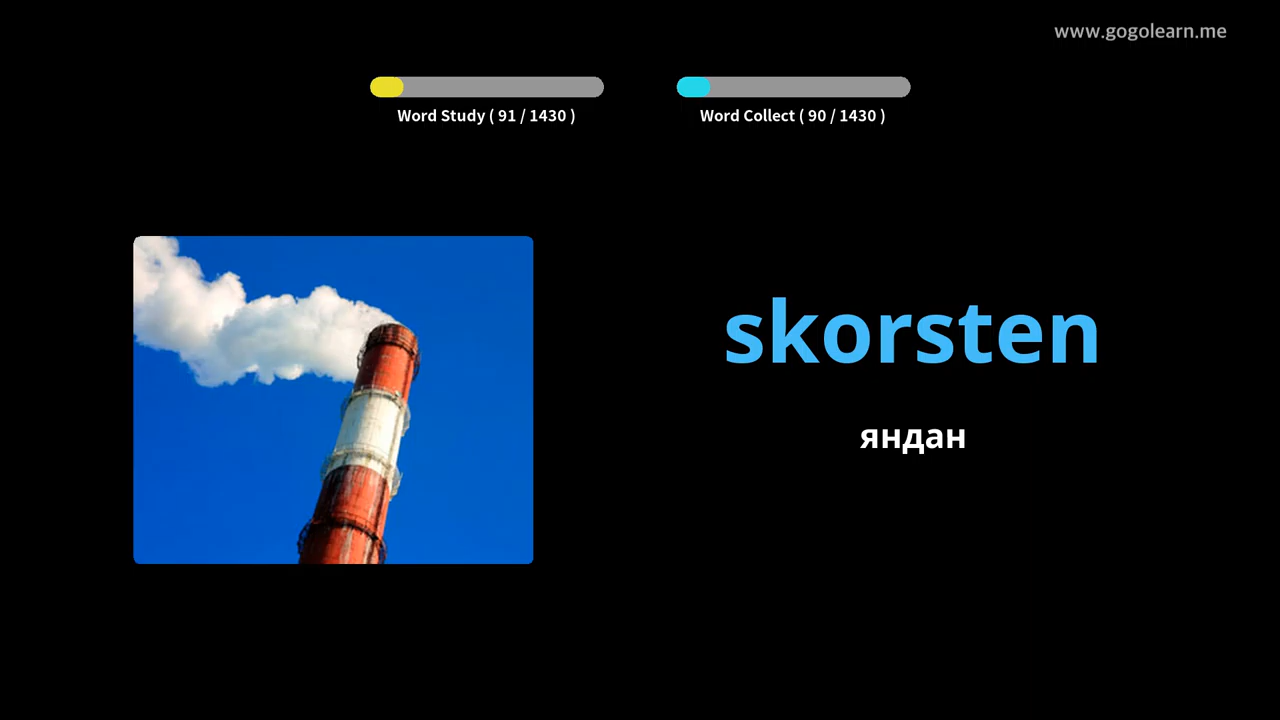 www.gogolearn.me
Word Study ( 91 / 1430 )
Word Collect ( 90 / 1430 )
skorsten
яндан